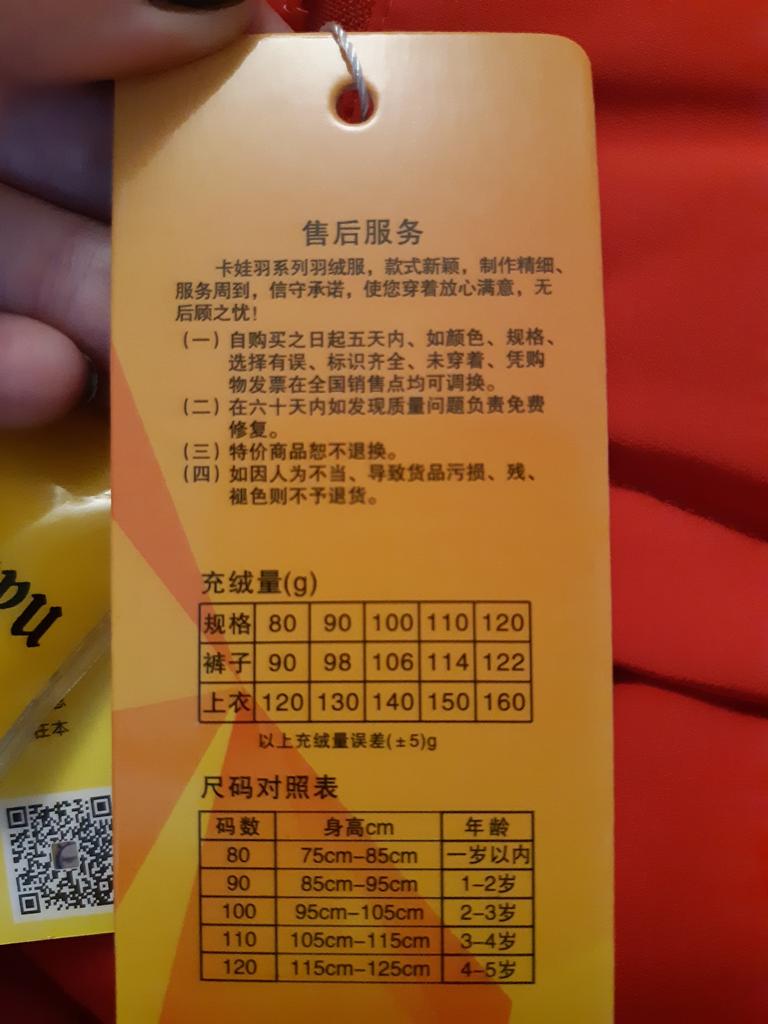 售后服务
卡娃羽系列羽绒服，款式新颖，制作精细、
服务周到，信守承诺，使您穿着放心满意，无
后顾之忧！
(一) 自购买之日起五天内、如颜色、规格、
选择有误、标识齐全、未穿着、凭购
物发票在全国销售点均可调换。
(二) 在六十天内如发现质量问题负责免费
修复。
(三) 特价商品恕不退换。
(四) 如因人为不当、导致货品污损、残、
褪色则不予退货。
充绒量(g)
规格 80 90 100 110 120
裤子 90 98 106 114 122
上衣 120 130 140 150 160
以上充绒量误差(±5)g
尺码对照表
码数 身高cm 年龄
80 75cm–85cm 一岁以内
90 85cm–95cm 1–2岁
100 95cm–105cm 2–3岁
110 105cm–115cm 3–4岁
120 115cm–125cm 4–5岁
在本